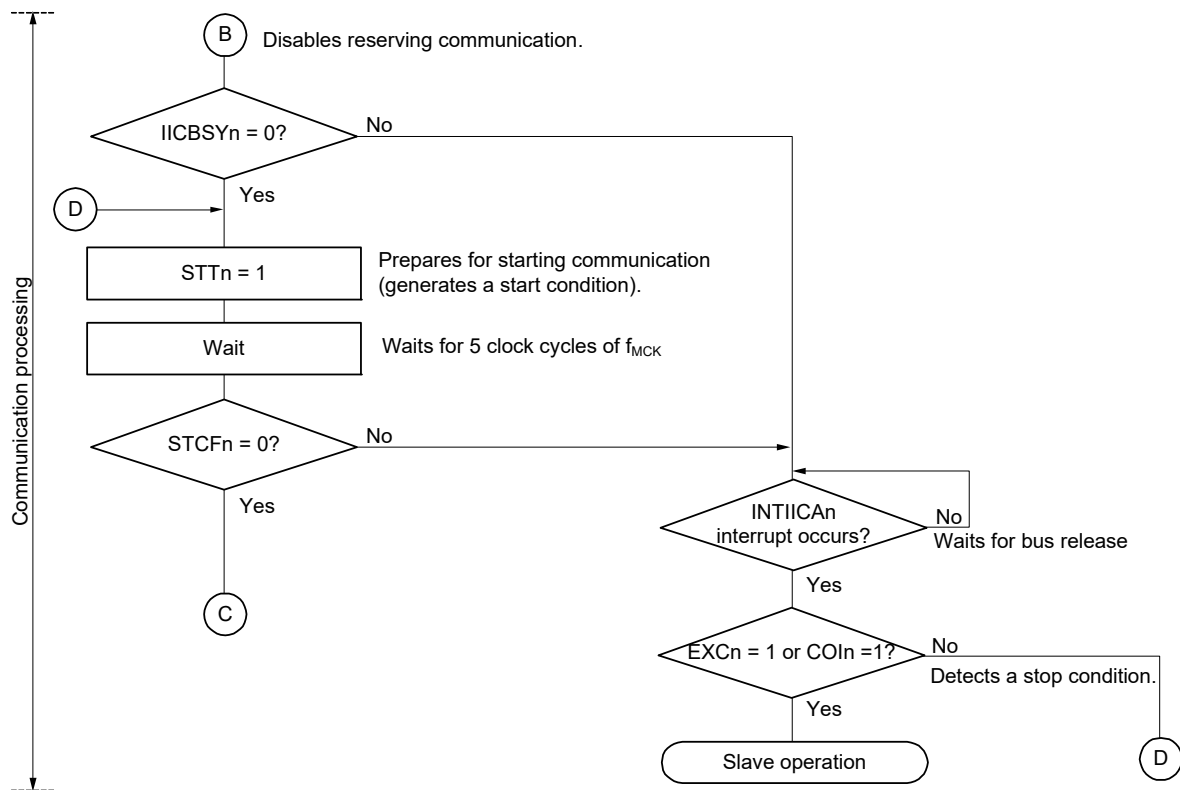 B
Disables reserving communication.
IICBSYn = 0?
No
Yes
D
STTn = 1
Prepares for starting communication
(generates a start condition).
Wait
Waits for 5 clock cycles of fMCK
STCFn = 0?
No
Yes
C
INTIICAn
interrupt occurs?
No
Waits for bus release
Yes
EXCn = 1 or COIn =1?
No
Detects a stop condition.
Yes
Slave operation
D
Communication processing